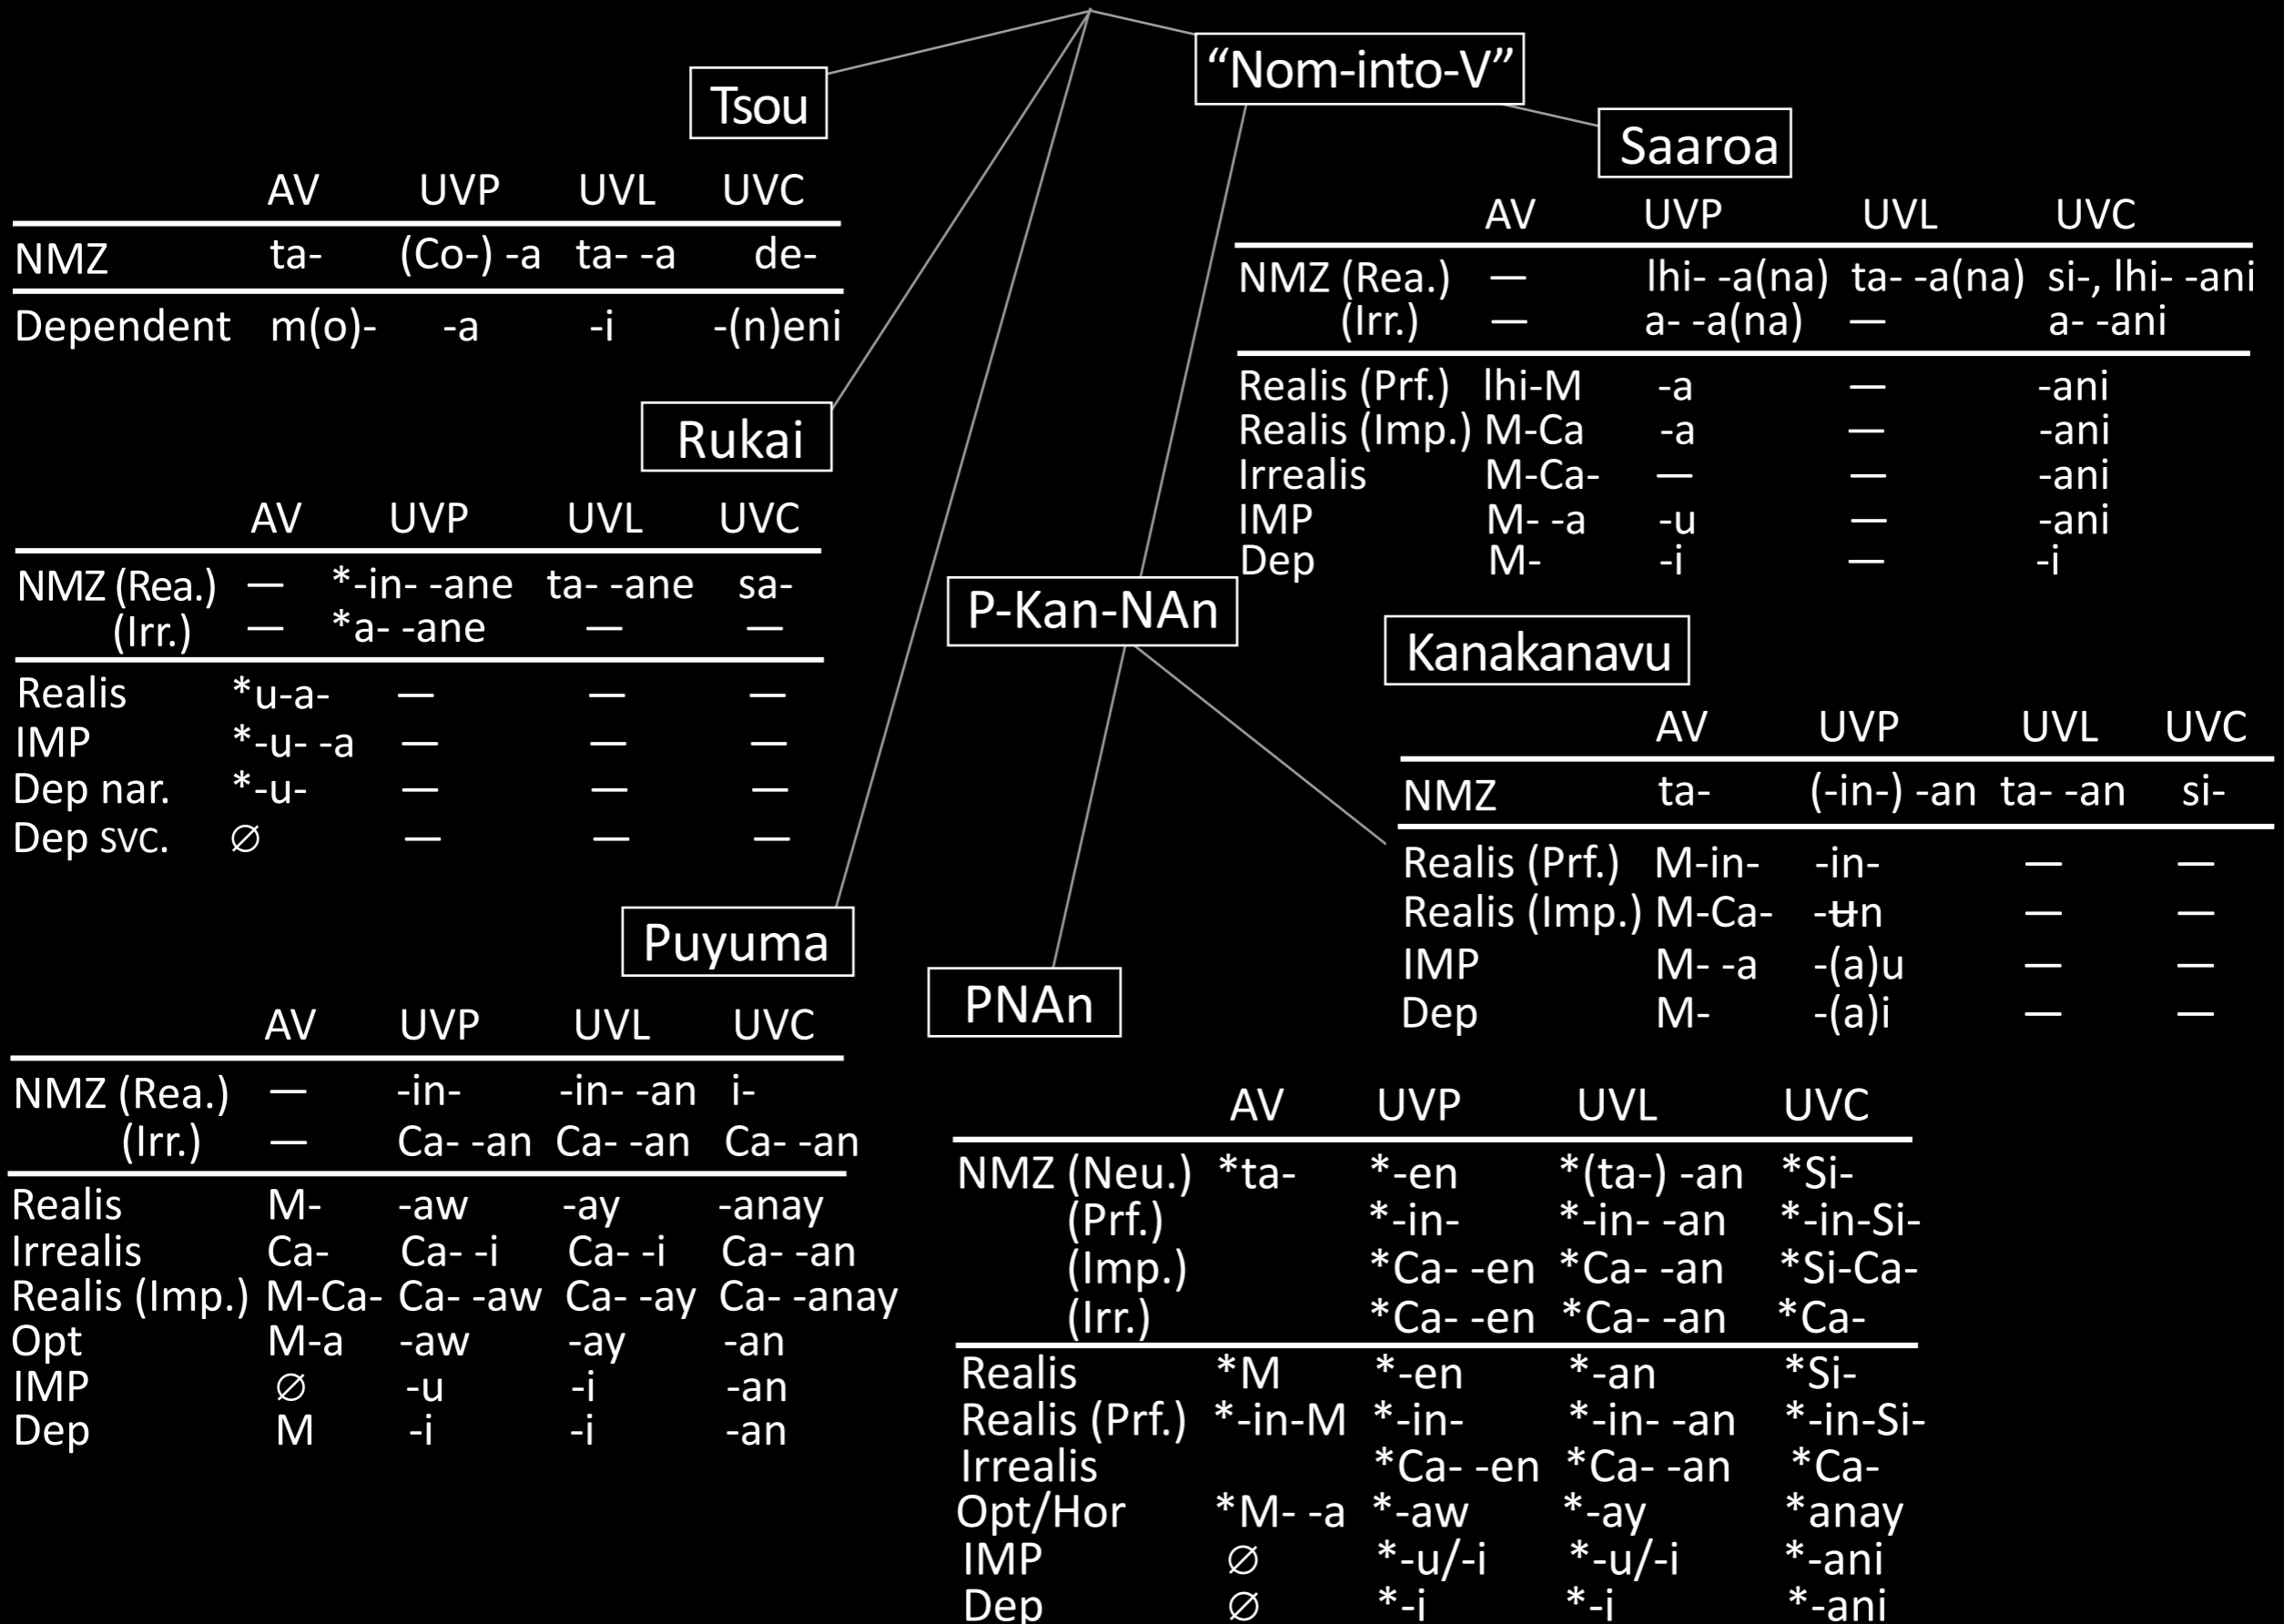 Tsou
AV UVP UVL UVC
NMZ ta- (Co-) -a ta- -a de-
Dependent m(o)- -a -i -(n)eni
Rukai
AV UVP UVL UVC
NMZ (Rea.) — *-in- -ane ta- -ane sa-
(Irr.) — *a- -ane — —
Realis *u-a- — — —
IMP *-u- -a — — —
Dep nar. *-u- — — —
Dep SVC. ∅ — — —
Puyuma
AV UVP UVL UVC
NMZ (Rea.) — -in- -in- -an i-
(Irr.) — Ca- -an Ca- -an Ca- -an
Realis M- -aw -ay -anay
Irrealis Ca- Ca- -i Ca- -i Ca- -an
Realis (Imp.) M-Ca- Ca- -aw Ca- -ay Ca- -anay
Opt M-a -aw -ay -an
IMP ∅ -u -i -an
Dep M -i -i -an
“Nom-into-V”
Saaroa
AV UVP UVL UVC
NMZ (Rea.) — lhi- -a(na) ta- -a(na) si-, lhi- -ani
(Irr.) — a- -a(na) — a- -ani
Realis (Prf.) lhi-M -a — -ani
Realis (Imp.) M-Ca -a — -ani
Irrealis M-Ca- — — -ani
IMP M- -a -u — -ani
Dep M- -i — -i
P-Kan-NAn
Kanakanavu
AV UVP UVL UVC
NMZ ta- (-in-) -an ta- -an si-
Realis (Prf.) M-in- -in- — —
Realis (Imp.) M-Ca- -ʉn — —
IMP M- -a -(a)u — —
Dep M- -(a)i — —
PNAn
AV UVP UVL UVC
NMZ (Neu.) *ta- *-en *(ta-) -an *Si-
(Prf.) *-in- *-in- -an *-in-Si-
(Imp.) *Ca- -en *Ca- -an *Si-Ca-
(Irr.) *Ca- -en *Ca- -an *Ca-
Realis *M *-en *-an *Si-
Realis (Prf.) *-in-M *-in- *-in- -an *-in-Si-
Irrealis *Ca- -en *Ca- -an *Ca-
Opt/Hor *M- -a *-aw *-ay *anay
IMP ∅ *-u/-i *-u/-i *-ani
Dep ∅ *-i *-i *-ani